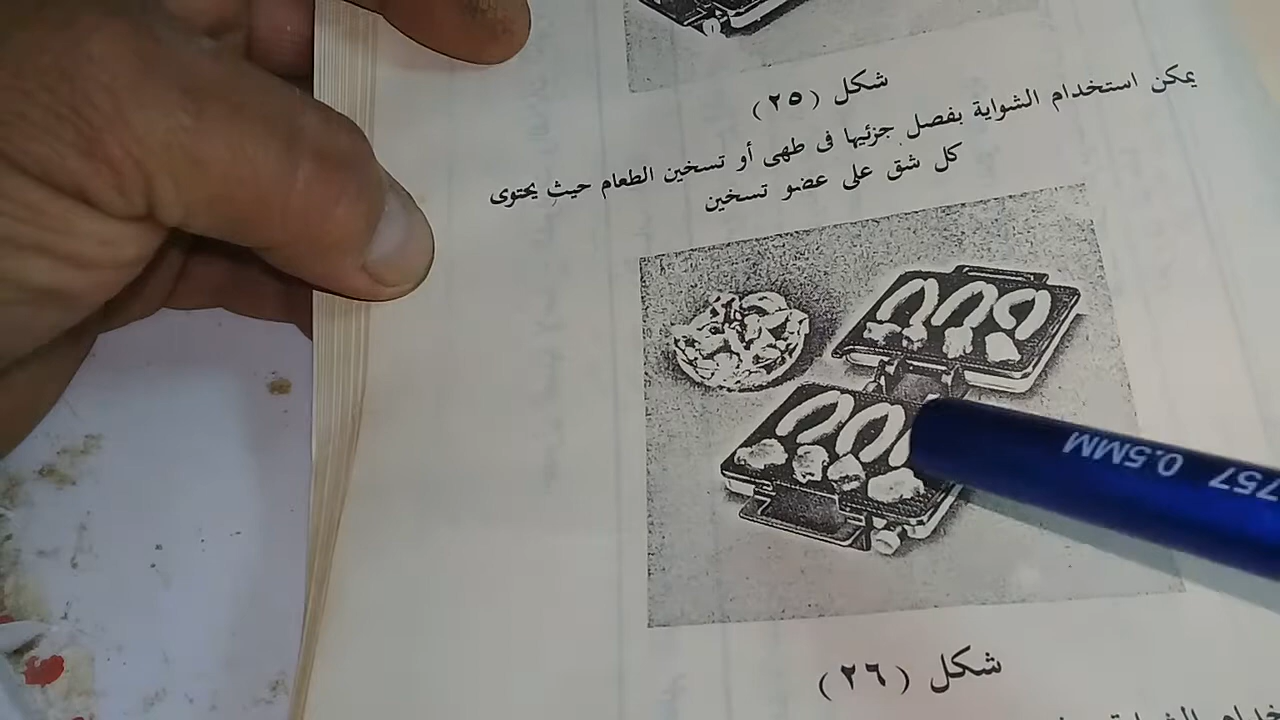 شكل (٢٥)
يمكن استخدام الشواية بفصل جزئيها فى طهى أو تسخين الطعام حيث يحتوى
كل شق على عضو تسخين
757 0.5MM
شكل (٢٦)